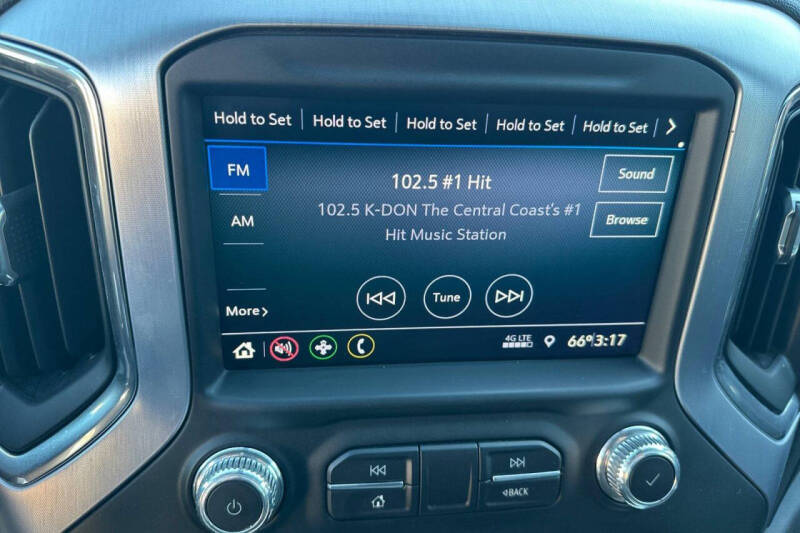 Hold to Set Hold to Set Hold to Set Hold to Set Hold to Set >
FM
AM
More >
102.5 #1 Hit
102.5 K-DON The Central Coast's #1
Hit Music Station
Sound
Browse
Tune
4G LTE
66° 3:17
BACK